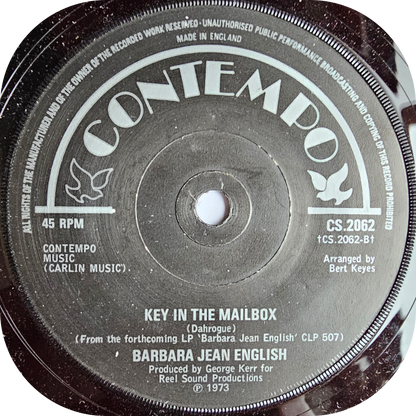 ALL RIGHTS OF THE MANUFACTURER AND OF THE OWNER OF THE RECORDED WORK RESERVED · UNAUTHORISED PUBLIC PERFORMANCE BROADCASTING AND COPYING OF THIS RECORD PROHIBITED
MADE IN ENGLAND
CONTEMPO
45 RPM
CS.2062
†CS.2062-B†
CONTEMPO
MUSIC
(CARLIN MUSIC).
Arranged by
Bert Keyes
KEY IN THE MAILBOX
(Dahrogue)
(From the forthcoming LP 'Barbara Jean English' CLP 507)
BARBARA JEAN ENGLISH
Produced by George Kerr for
Reel Sound Productions
℗ 1973